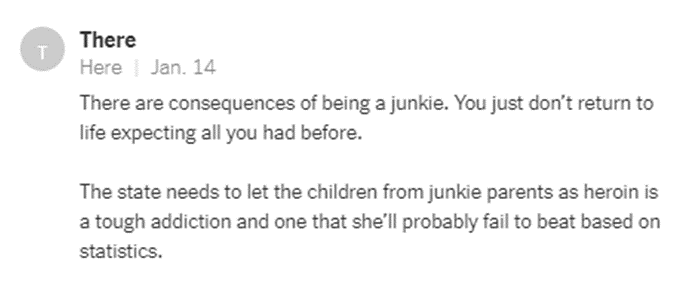 T
There
Here | Jan. 14
There are consequences of being a junkie. You just don’t return to
life expecting all you had before.
The state needs to let the children from junkie parents as heroin is
a tough addiction and one that she’ll probably fail to beat based on
statistics.